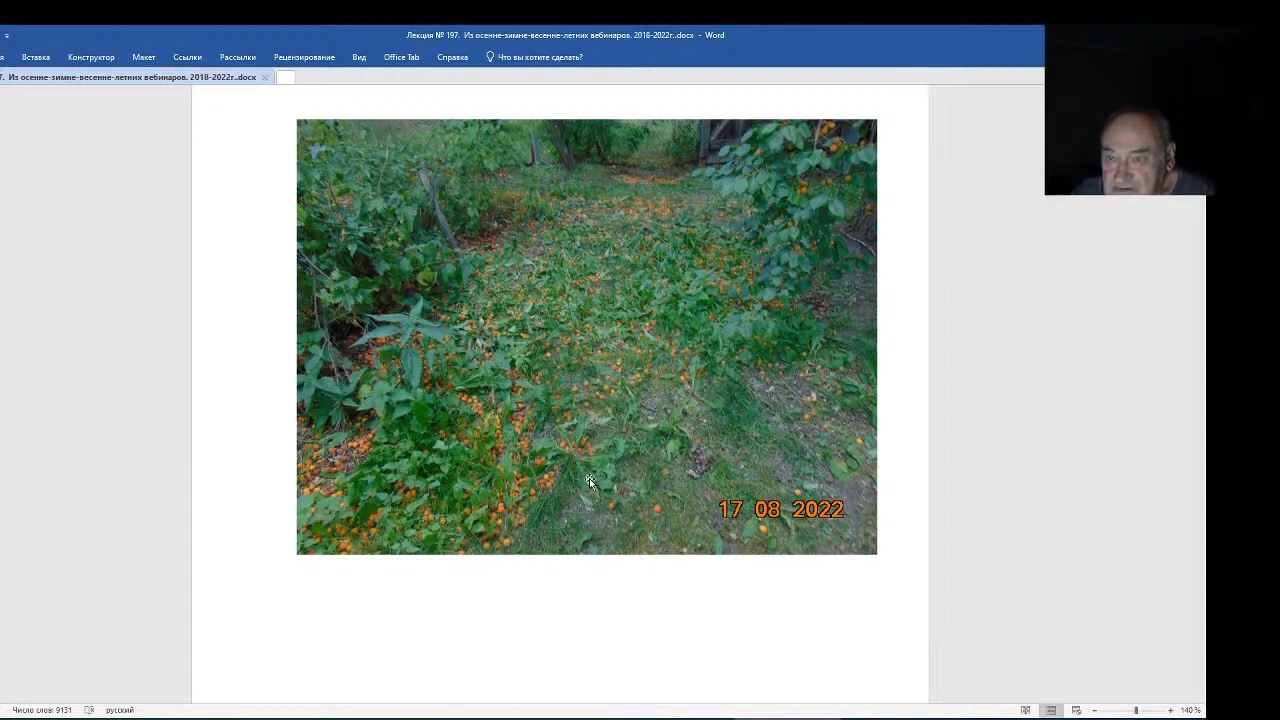 Лекция № 197.  Из осенне-зимне-весенне-летних вебинаров. 2018-2022г..docx  -  Word
Вставка Конструктор Макет Ссылки Рассылки Рецензирование Вид Office Tab Справка Что вы хотите сделать?
7.  Из осенне-зимне-весенне-летних вебинаров. 2018-2022г..docx
17 08 2022
Число слов: 9131 русский 140 %